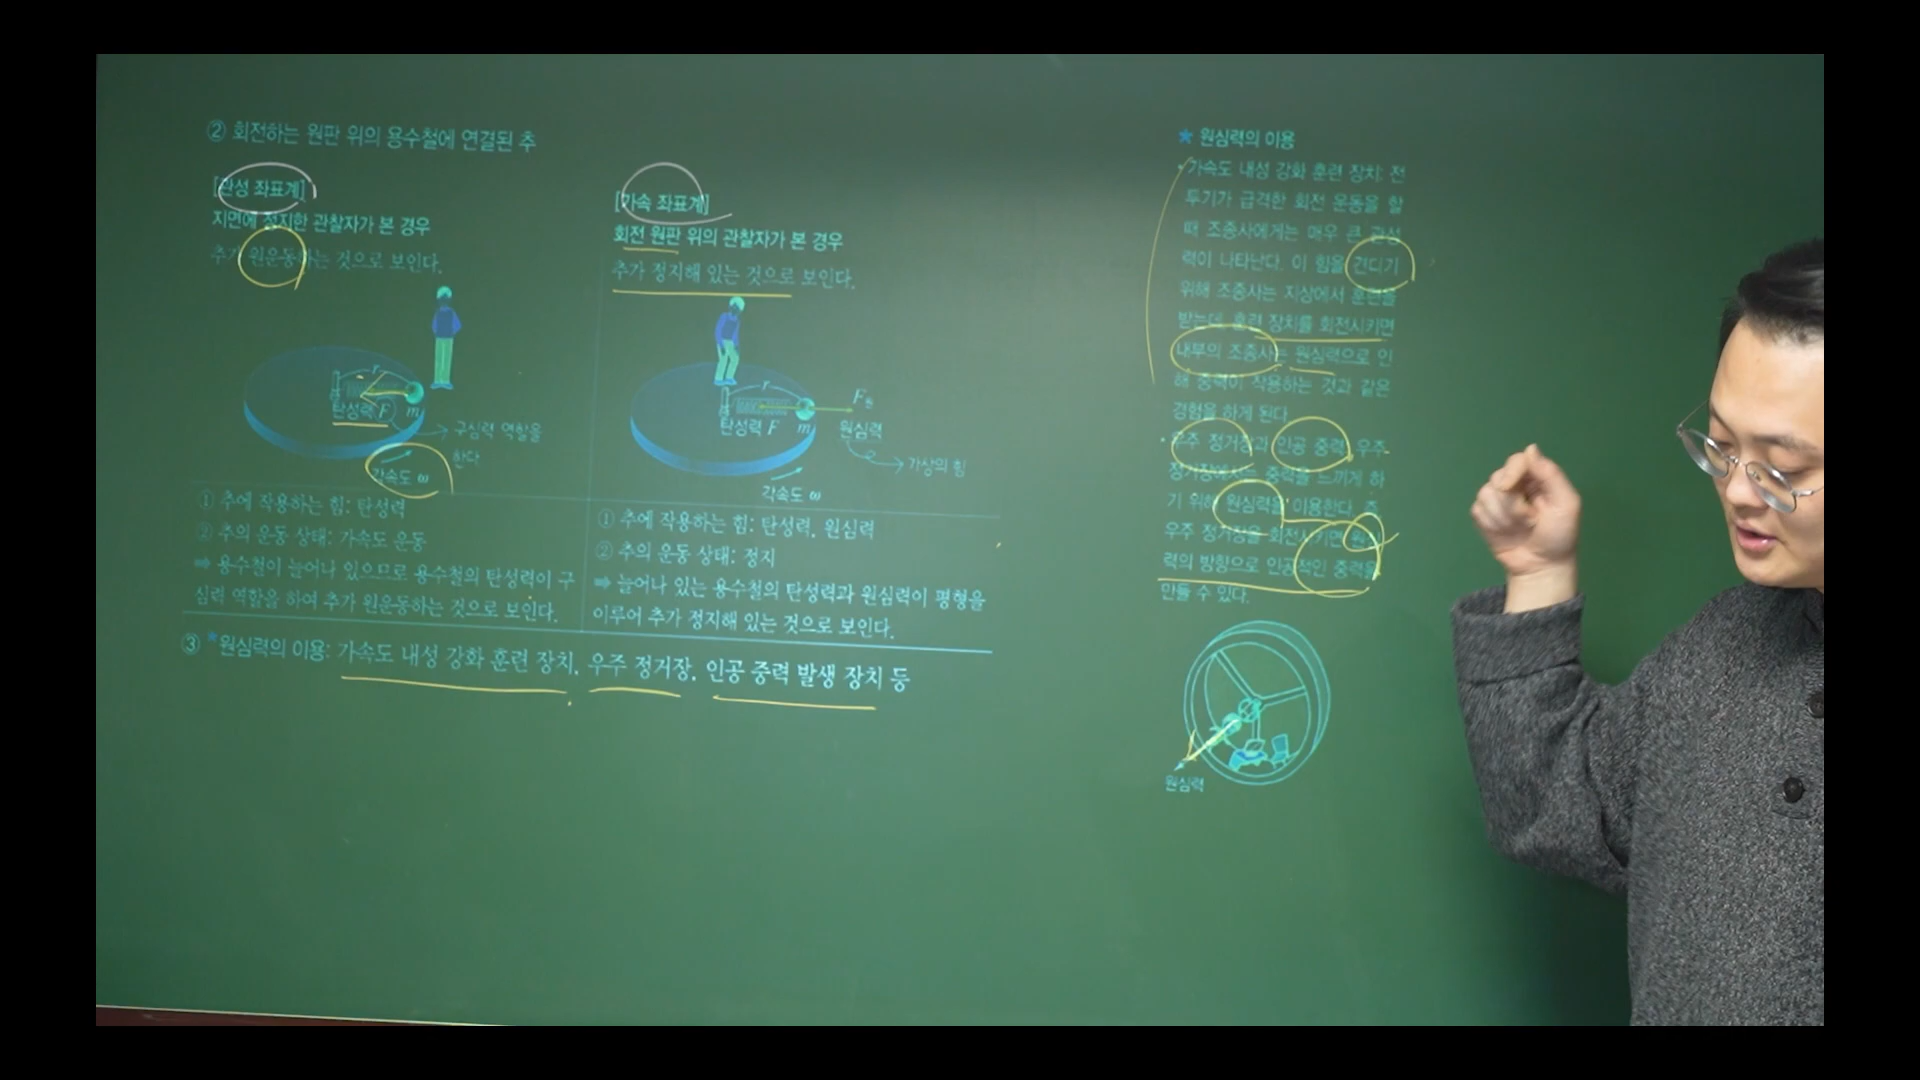 ② 회전하는 원판 위의 용수철에 연결된 추
[관성 좌표계]
지면에 정지한 관찰자가 본 경우
추가 원운동하는 것으로 보인다.
r
탄성력 F
m
구심력 역할을
한다
각속도 ω
① 추에 작용하는 힘: 탄성력
② 추의 운동 상태: 가속도 운동
➡ 용수철이 늘어나 있으므로 용수철의 탄성력이 구
심력 역할을 하여 추가 원운동하는 것으로 보인다.
[가속 좌표계]
회전 원판 위의 관찰자가 본 경우
추가 정지해 있는 것으로 보인다.
r
F원
탄성력 F
m
원심력
가상의 힘
각속도 ω
① 추에 작용하는 힘: 탄성력, 원심력
② 추의 운동 상태: 정지
➡ 늘어나 있는 용수철의 탄성력과 원심력이 평형을
이루어 추가 정지해 있는 것으로 보인다.
③ *원심력의 이용: 가속도 내성 강화 훈련 장치, 우주 정거장, 인공 중력 발생 장치 등
★ 원심력의 이용
• 가속도 내성 강화 훈련 장치: 전
투기가 급격한 회전 운동을 할
때 조종사에게는 매우 큰 관성
력이 나타난다. 이 힘을 견디기
위해 조종사는 지상에서 훈련을
받는데, 훈련 장치를 회전시키면
내부의 조종사는 원심력으로 인
해 중력이 작용하는 것과 같은
경험을 하게 된다.
• 우주 정거장과 인공 중력: 우주
정거장에서는 중력을 느끼게 하
기 위해 원심력을 이용한다. 즉,
우주 정거장을 회전시키면 원심
력의 방향으로 인공적인 중력을
만들 수 있다.
원심력